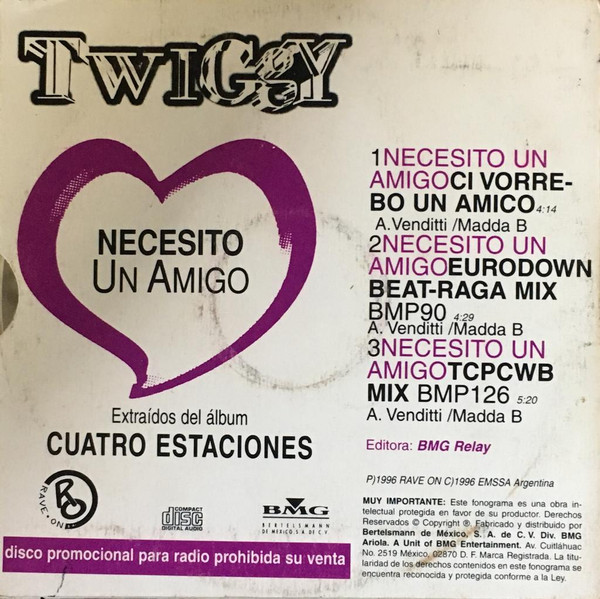 TWIGGY
NECESITO
UN AMIGO
Extraídos del álbum
CUATRO ESTACIONES
RAVE • ON
COMPACT
disc
DIGITAL AUDIO
BMG
BERTELSMANN
DE MEXICO S.A DE C.V.
disco promocional para radio prohibida su venta
1NECESITO UN
AMIGOCI VORRE-
BO UN AMICO 4:14
A.Venditti /Madda B
2NECESITO UN
AMIGOEURODOWN
BEAT-RAGA MIX
BMP90 4:29
A. Venditti /Madda B
3NECESITO UN
AMIGOTCPCWB
MIX BMP126 5:20
A. Venditti /Madda B
Editora: BMG Relay
P)1996 RAVE ON C)1996 EMSSA Argentina
MUY IMPORTANTE: Este fonograma es una obra in-
telectual protegida en favor de su productor. Derechos
Reservados © Copyright ®. Fabricado y distribuido por
Bertelsmann de México, S. A. de C. V. Div. BMG
Ariola. A Unit of BMG Entertainment. Av. Cuitláhuac
No. 2519 México, 02870 D. F. Marca Registrada. La titu-
laridad de los derechos contenidos en este fonograma se
encuentra reconocida y protegida conforme a la Ley.